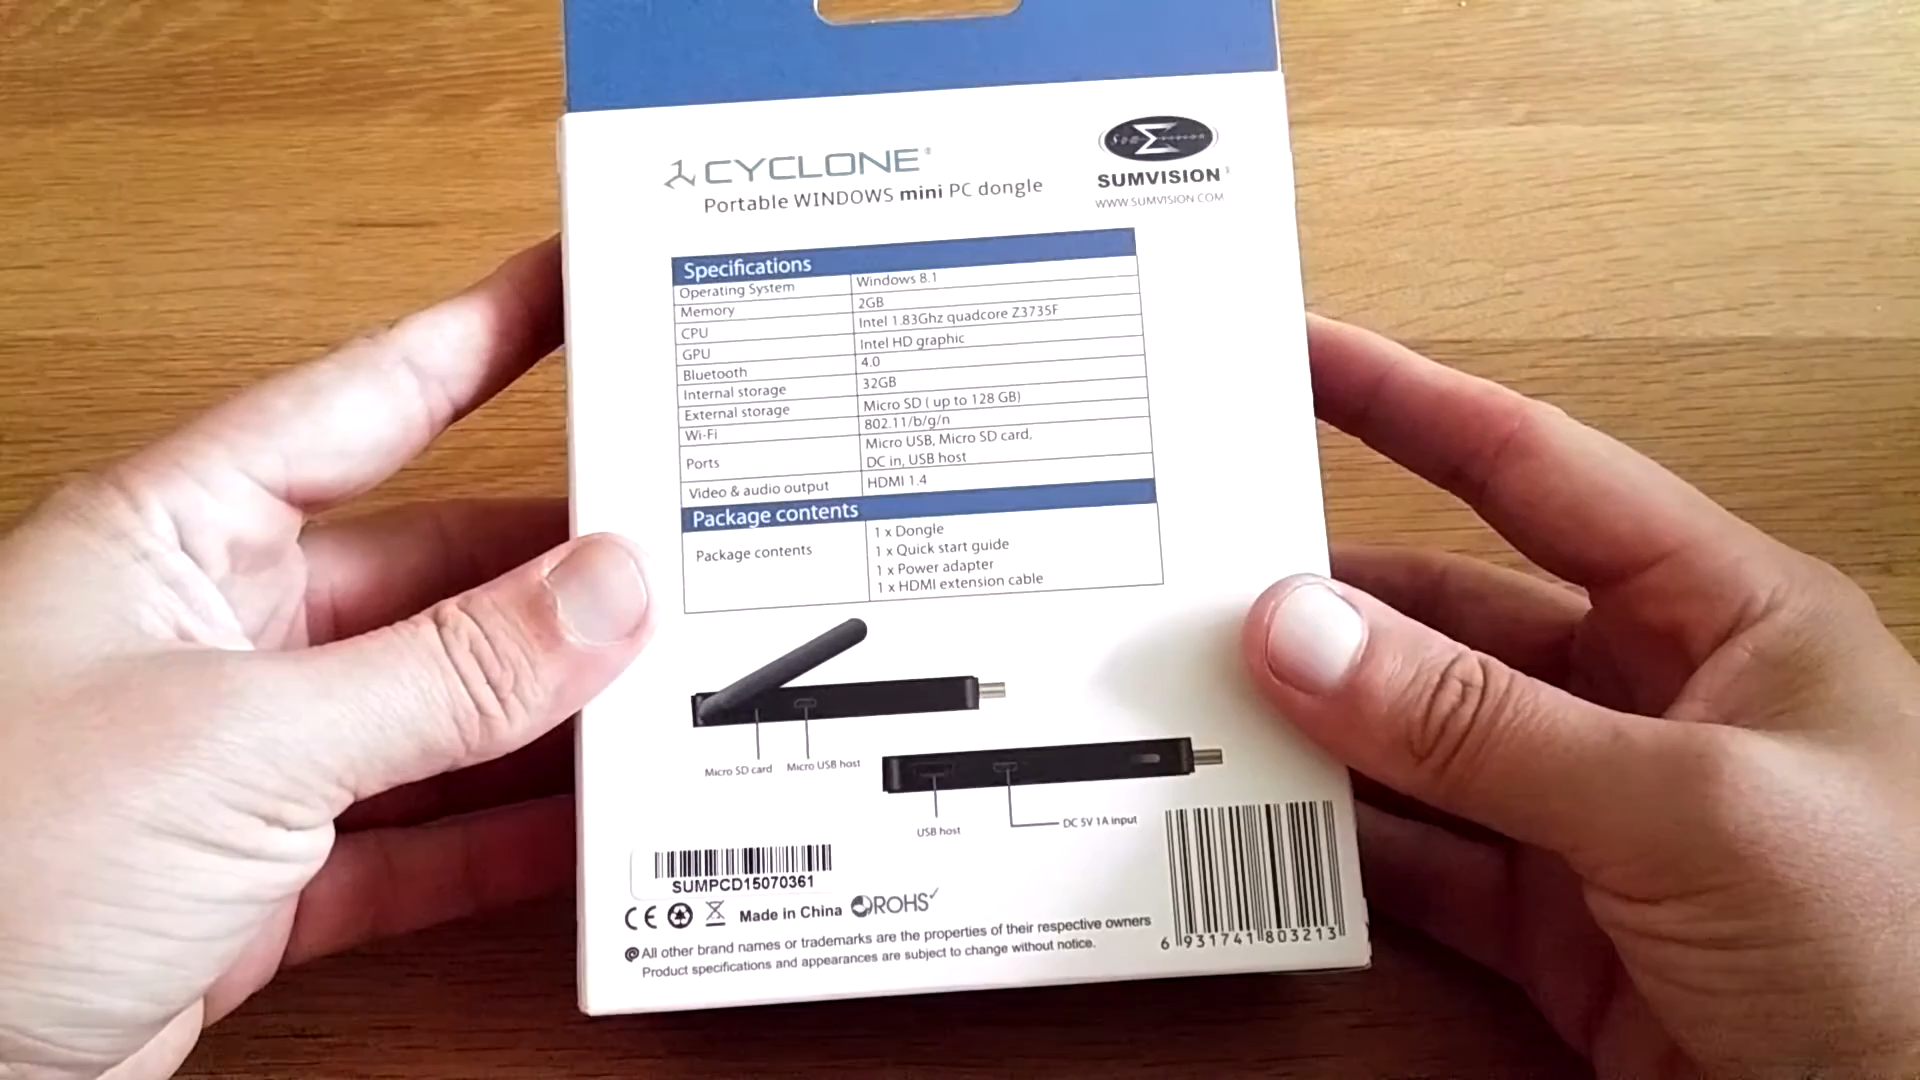 CYCLONE®
Portable WINDOWS mini PC dongle
SumVision
SUMVISION
WWW.SUMVISION.COM
Specifications
Operating System Windows 8.1
Memory 2GB
CPU Intel 1.83Ghz quadcore Z3735F
GPU Intel HD graphic
Bluetooth 4.0
Internal storage 32GB
External storage Micro SD ( up to 128 GB)
Wi-Fi 802.11/b/g/n
Ports Micro USB, Micro SD card,
DC in, USB host
Video & audio output HDMI 1.4
Package contents
Package contents 1 x Dongle
1 x Quick start guide
1 x Power adapter
1 x HDMI extension cable
Micro SD card Micro USB host
USB host DC 5V 1A input
SUMPCD15070361
CE Made in China ROHS
@All other brand names or trademarks are the properties of their respective owners
Product specifications and appearances are subject to change without notice.
6 931741 803213